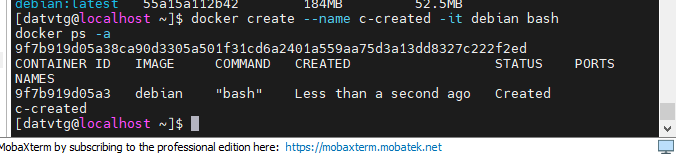 debian:latest    55a15a112b42    184MB    52.5MB
[datvtg@localhost ~]$ docker create --name c-created -it debian bash
docker ps -a
9f7b919d05a38ca90d3305a501f31cd6a2401a559aa75d3a13dd8327c222f2ed
CONTAINER ID   IMAGE     COMMAND   CREATED                  STATUS    PORTS
NAMES
9f7b919d05a3   debian    "bash"    Less than a second ago   Created
c-created
[datvtg@localhost ~]$
MobaXterm by subscribing to the professional edition here: https://mobaxterm.mobatek.net